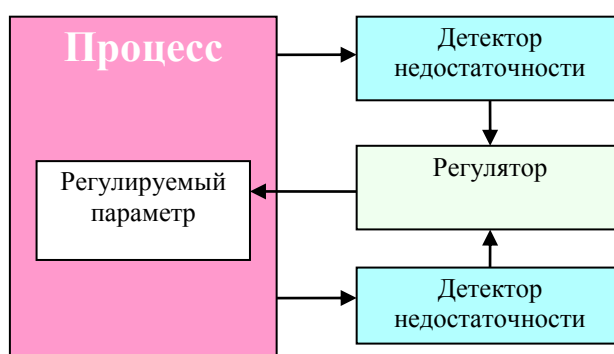 Процесс
Детектор
недостаточности
Регулируемый
параметр
Регулятор
Детектор
недостаточности